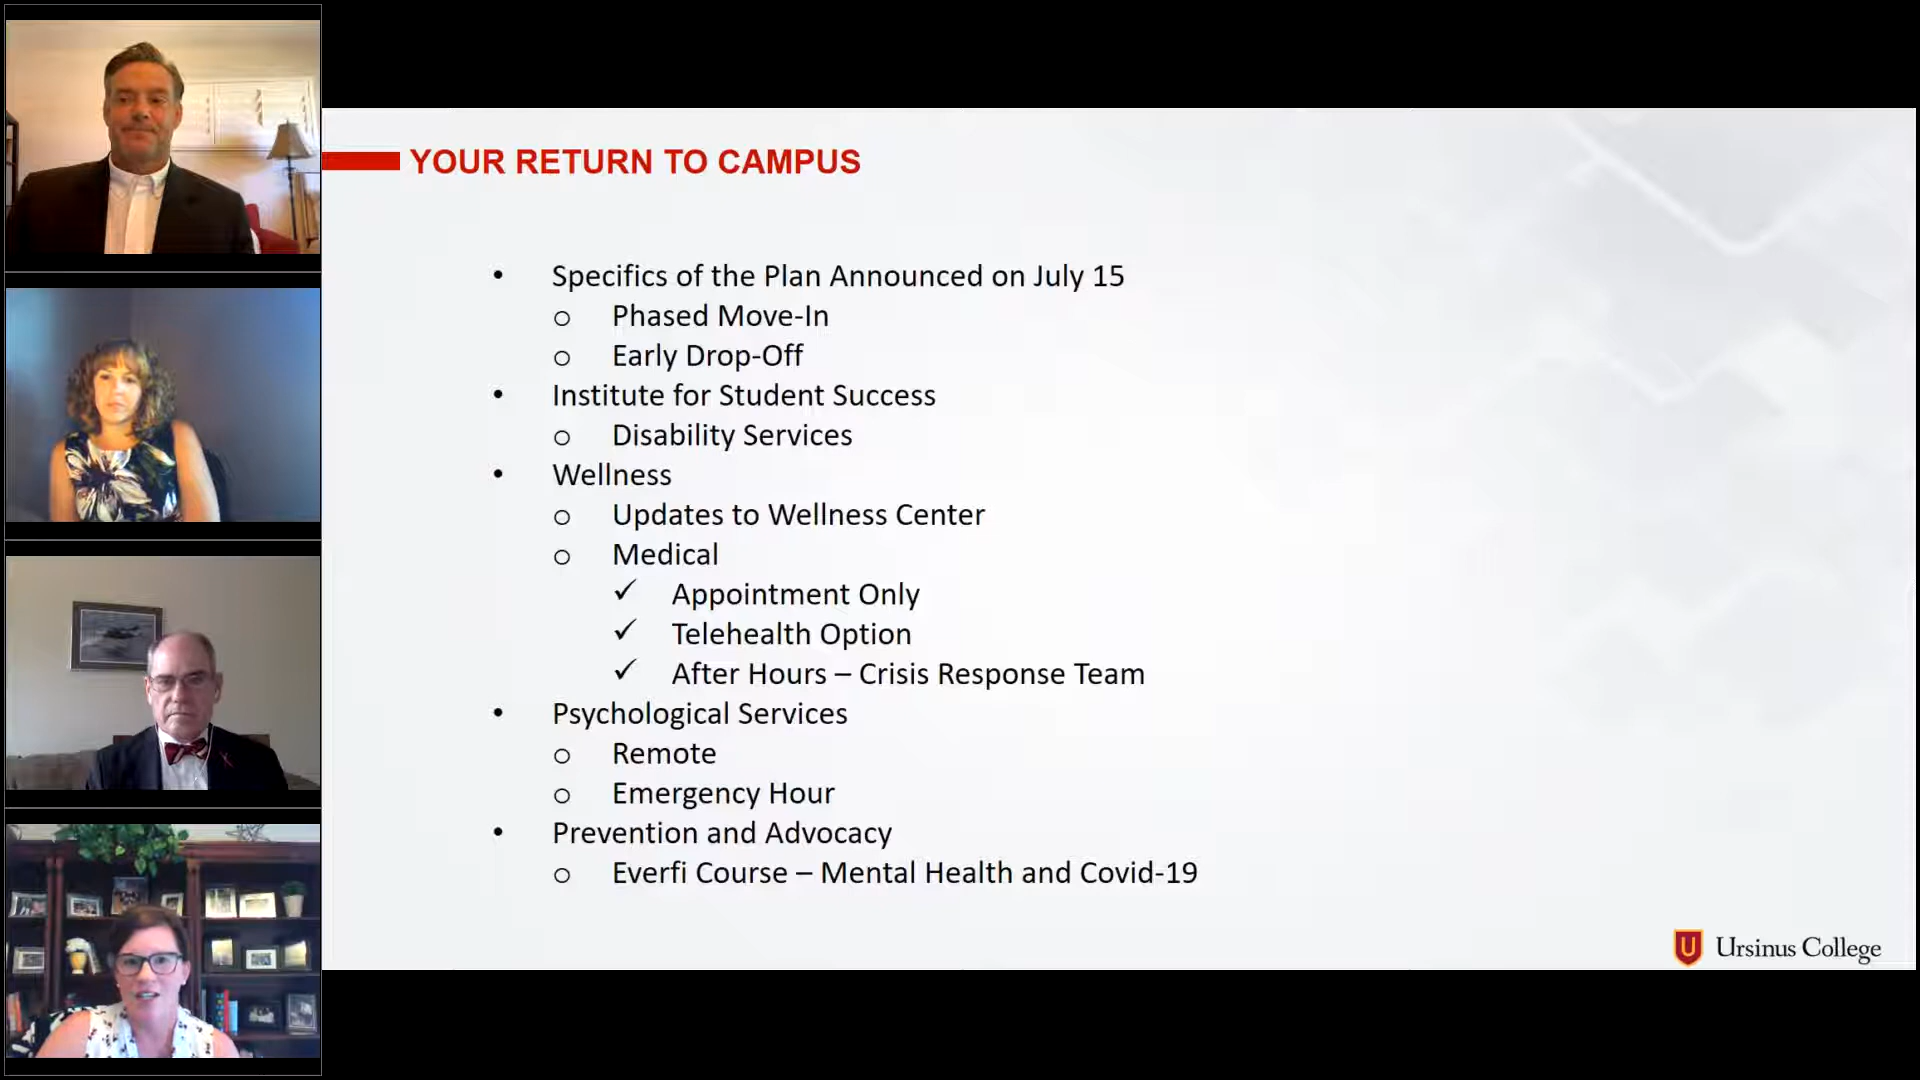 YOUR RETURN TO CAMPUS
• Specifics of the Plan Announced on July 15
o Phased Move-In
o Early Drop-Off
• Institute for Student Success
o Disability Services
• Wellness
o Updates to Wellness Center
o Medical
✓ Appointment Only
✓ Telehealth Option
✓ After Hours – Crisis Response Team
• Psychological Services
o Remote
o Emergency Hour
• Prevention and Advocacy
o Everfi Course – Mental Health and Covid-19
U Ursinus College